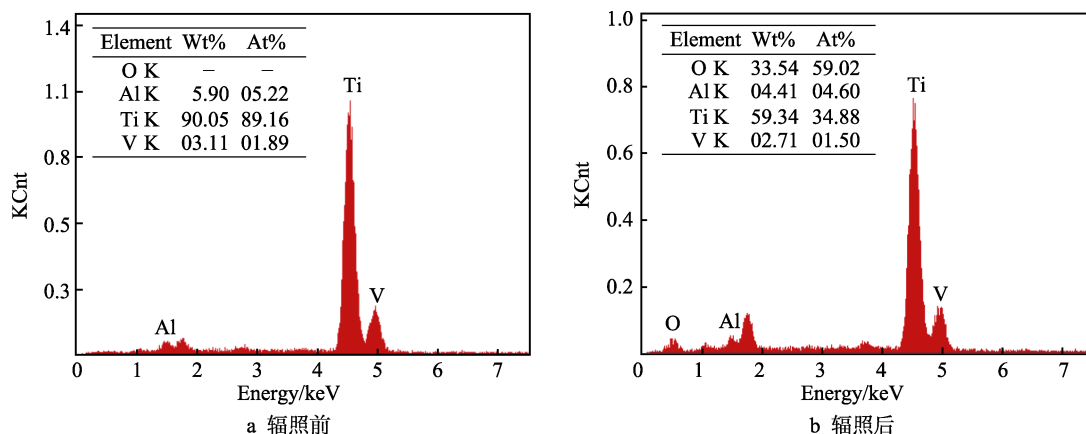 1.4
1.1
0.8
0.5
0.3
KCnt
Element Wt% At%
O K – –
Al K 5.90 05.22
Ti K 90.05 89.16
V K 03.11 01.89
Ti
V
Al
0 1 2 3 4 5 6 7
Energy/keV
a 辐照前
1.0
0.8
0.6
0.4
0.2
0
KCnt
Element Wt% At%
O K 33.54 59.02
Al K 04.41 04.60
Ti K 59.34 34.88
V K 02.71 01.50
Ti
V
O
Al
0 1 2 3 4 5 6 7
Energy/keV
b 辐照后